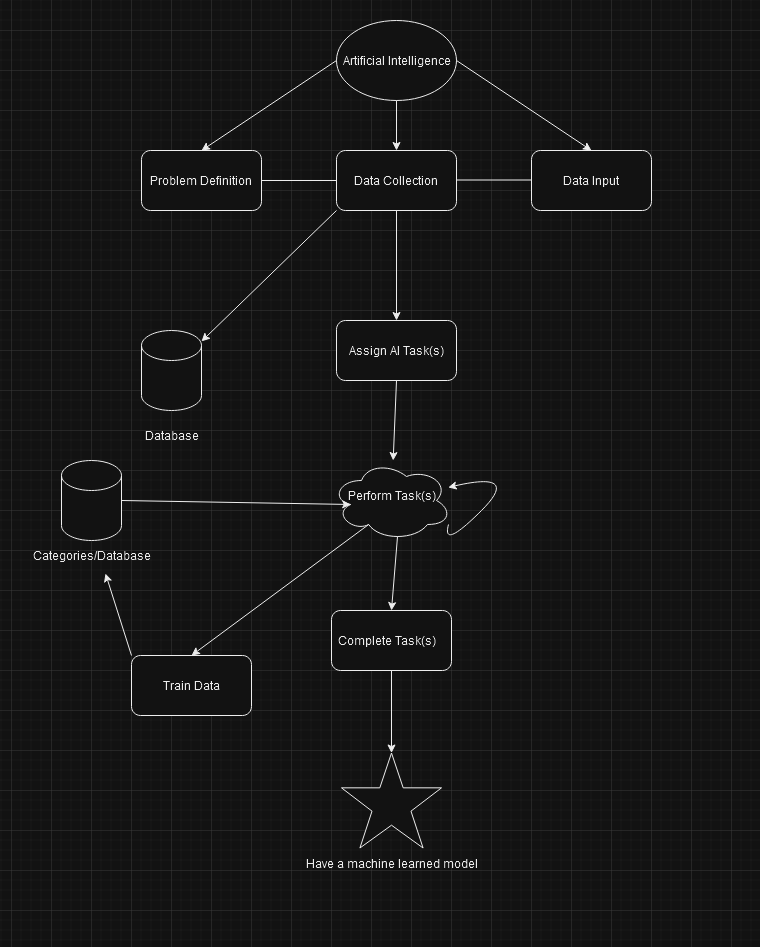 Artificial Intelligence
Problem Definition
Data Collection
Data Input
Assign AI Task(s)
Database
Perform Task(s)
Categories/Database
Complete Task(s)
Train Data
Have a machine learned model